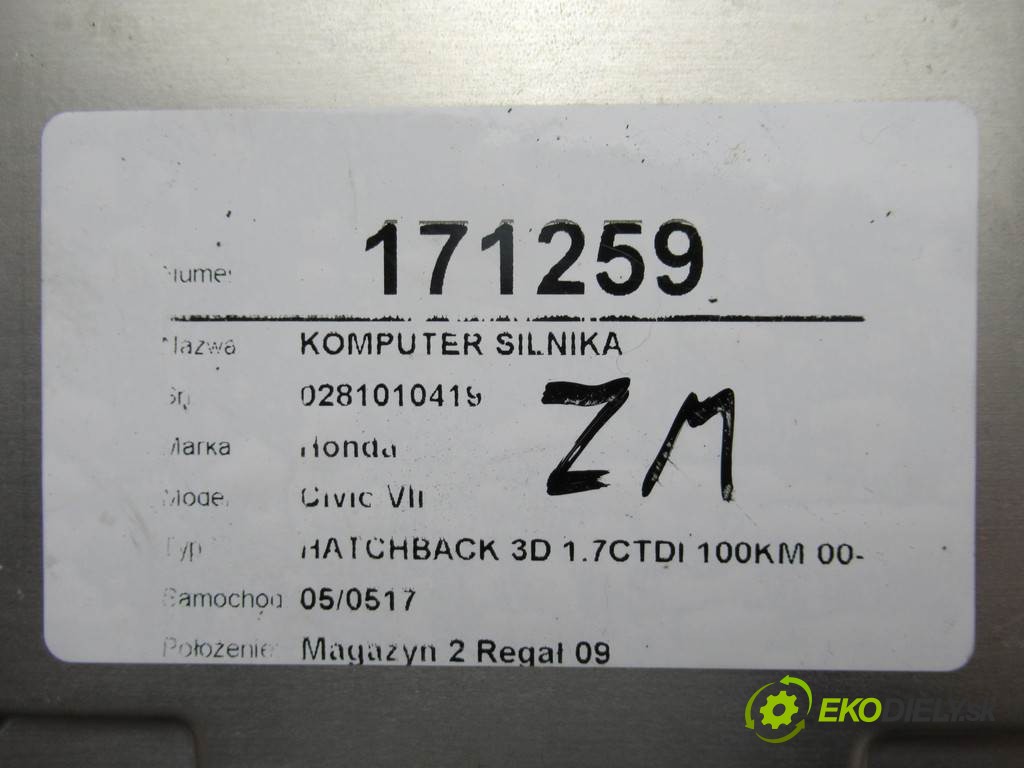 Numer 171259
Nazwa KOMPUTER SILNIKA
0281010419
Marka Honda
Model Civic VII
Typ HATCHBACK 3D 1.7CTDI 100KM 00-
Samochód 05/0517
Położenie Magazyn 2 Regał 09
ZM
EKODIELY.sk